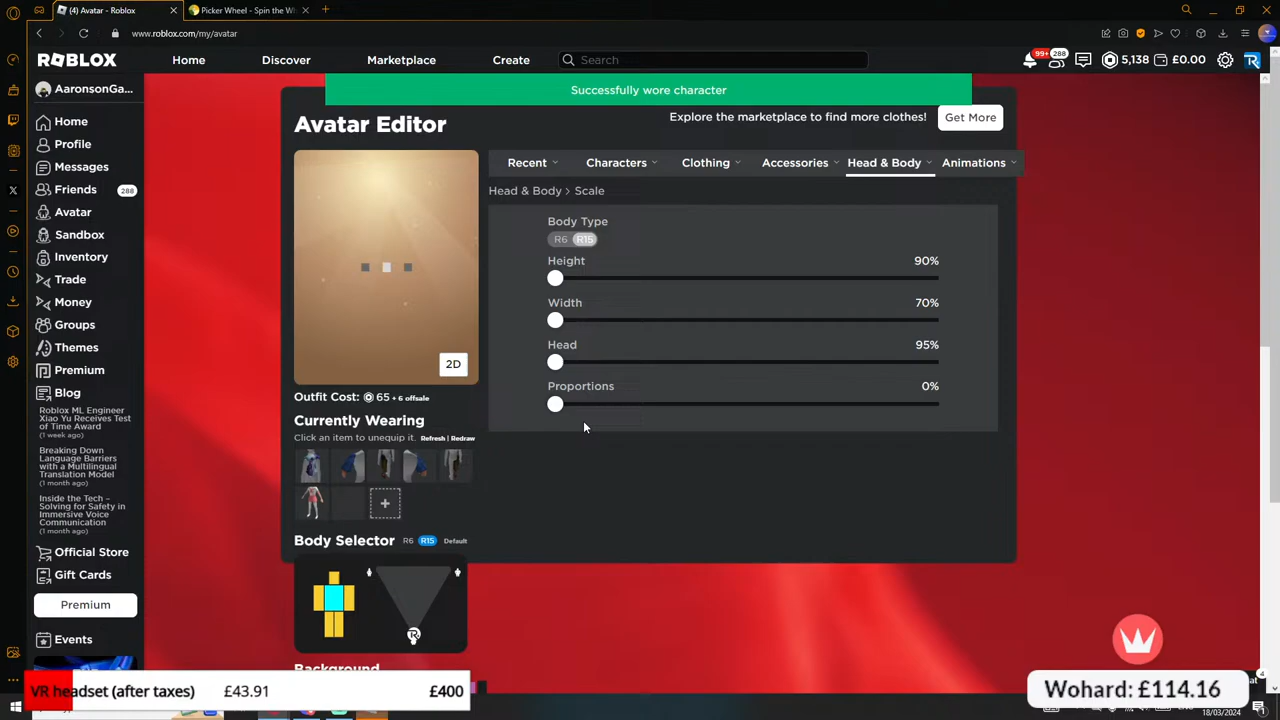 (4) Avatar - Roblox
Picker Wheel - Spin the W
www.roblox.com/my/avatar
ROBLOX
Home
Discover
Marketplace
Create
Search
99+
288
5,138
£0.00
Successfully wore character
AaronsonGa...
Home
Profile
Messages
Friends
288
Avatar
Sandbox
Inventory
Trade
Money
Groups
Themes
Premium
Blog
Roblox ML Engineer
Xiao Yu Receives Test
of Time Award
(1 week ago)
Breaking Down
Language Barriers
with a Multilingual
Translation Model
(1 month ago)
Inside the Tech –
Solving for Safety in
Immersive Voice
Communication
(1 month ago)
Official Store
Gift Cards
Premium
Events
Avatar Editor
Explore the marketplace to find more clothes!
Get More
Recent
Characters
Clothing
Accessories
Head & Body
Animations
Head & Body > Scale
Body Type
R6 R15
Height 90%
Width 70%
Head 95%
Proportions 0%
2D
Outfit Cost: 65 + 6 offsale
Currently Wearing
Click an item to unequip it. Refresh | Redraw
Body Selector R6 R15 Default
Background
VR headset (after taxes) £43.91 £400
Wohard: £114.16
18/03/2024